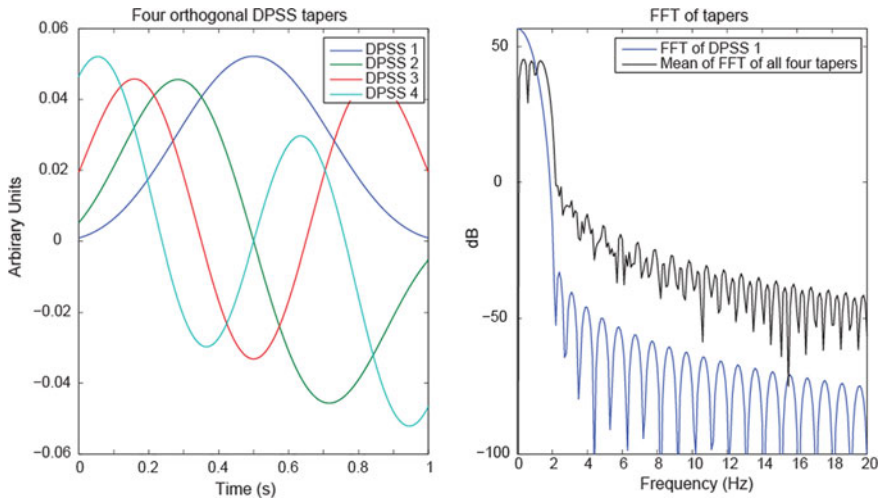 Four orthogonal DPSS tapers
0.06
0.04
0.02
0
−0.02
−0.04
−0.06
Arbirary Units
DPSS 1
DPSS 2
DPSS 3
DPSS 4
0
0.2
0.4
0.6
0.8
1
Time (s)
FFT of tapers
50
0
−50
−100
dB
FFT of DPSS 1
Mean of FFT of all four tapers
0
2
4
6
8
10
12
14
16
18
20
Frequency (Hz)